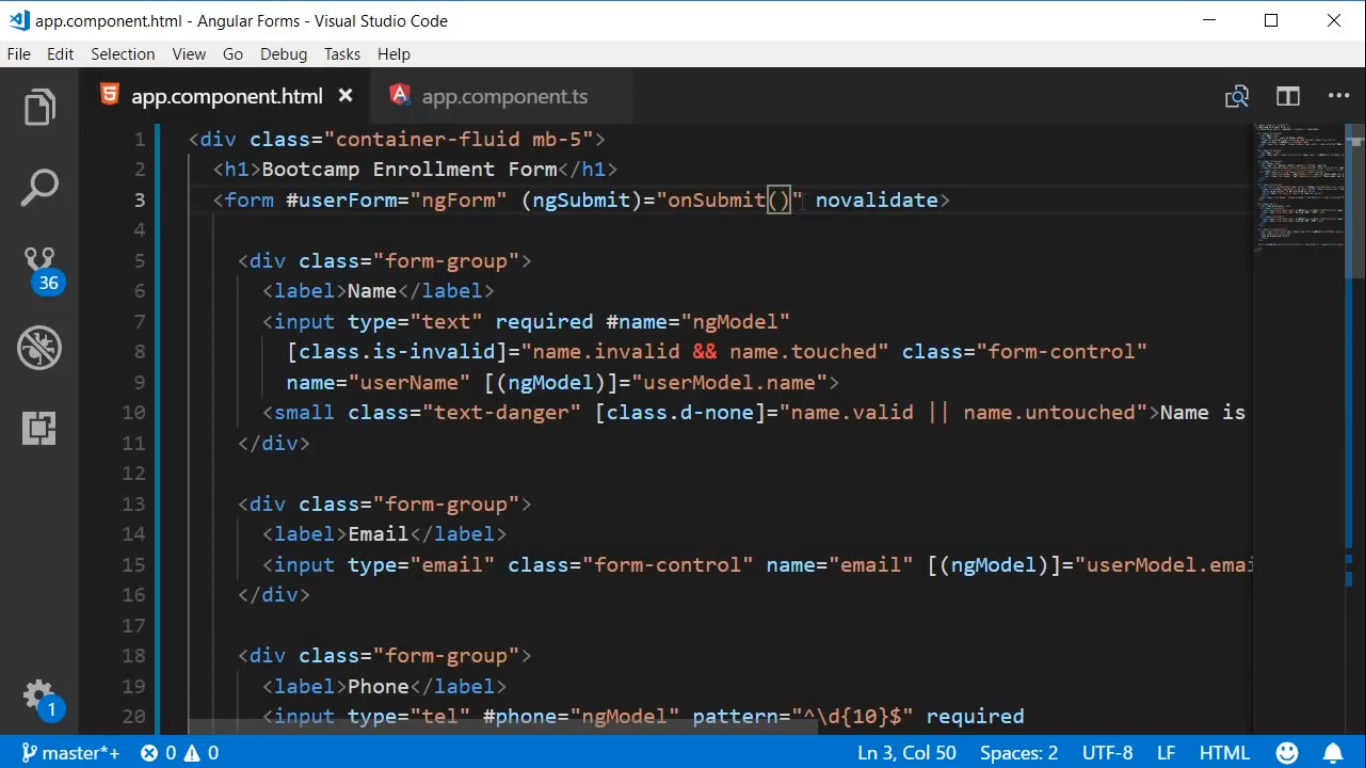 app.component.html - Angular Forms - Visual Studio Code
File Edit Selection View Go Debug Tasks Help
app.component.html app.component.ts
1 <div class="container-fluid mb-5">
2 <h1>Bootcamp Enrollment Form</h1>
3 <form #userForm="ngForm" (ngSubmit)="onSubmit()" novalidate>
4
5 <div class="form-group">
6 <label>Name</label>
7 <input type="text" required #name="ngModel"
8 [class.is-invalid]="name.invalid && name.touched" class="form-control"
9 name="userName" [(ngModel)]="userModel.name">
10 <small class="text-danger" [class.d-none]="name.valid || name.untouched">Name is
11 </div>
12
13 <div class="form-group">
14 <label>Email</label>
15 <input type="email" class="form-control" name="email" [(ngModel)]="userModel.emai
16 </div>
17
18 <div class="form-group">
19 <label>Phone</label>
20 <input type="tel" #phone="ngModel" pattern="^\d{10}$" required
36
1
master*+ 0 0 Ln 3, Col 50 Spaces: 2 UTF-8 LF HTML